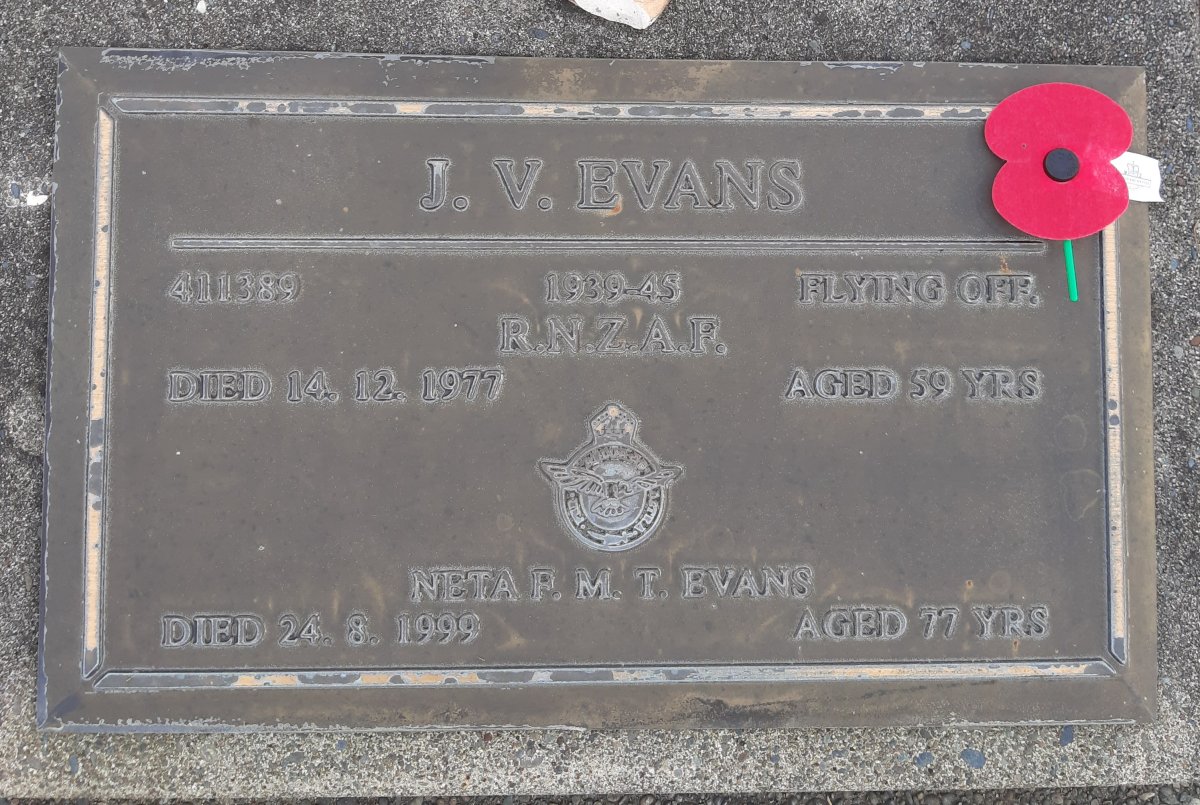 J. V. EVANS
411389 1939-45 FLYING OFF.
R.N.Z.A.F.
DIED 14. 12. 1977 AGED 59 YRS
NETA F. M. T. EVANS
DIED 24. 8. 1999 AGED 77 YRS